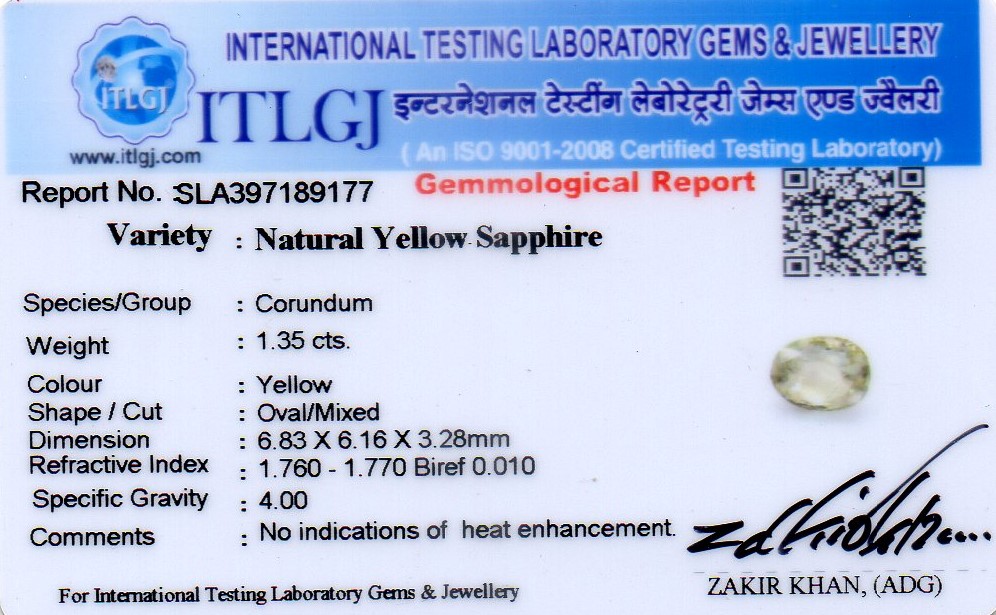 INTERNATIONAL TESTING LABORATORY GEMS & JEWELLERY
ITLGJ
ITLGJ इन्टरनेशनल टेस्टींग लेबोरेट्ररी जेम्स एण्ड ज्वैलरी
www.itlgj.com
( An ISO 9001-2008 Certified Testing Laboratory)
Report No. :SLA397189177
Gemmological Report
Variety : Natural Yellow Sapphire
Species/Group : Corundum
Weight : 1.35 cts.
Colour : Yellow
Shape / Cut : Oval/Mixed
Dimension : 6.83 X 6.16 X 3.28mm
Refractive Index : 1.760 - 1.770 Biref 0.010
Specific Gravity : 4.00
Comments : No indications of heat enhancement.
ZAKIR KHAN, (ADG)
For International Testing Laboratory Gems & Jewellery